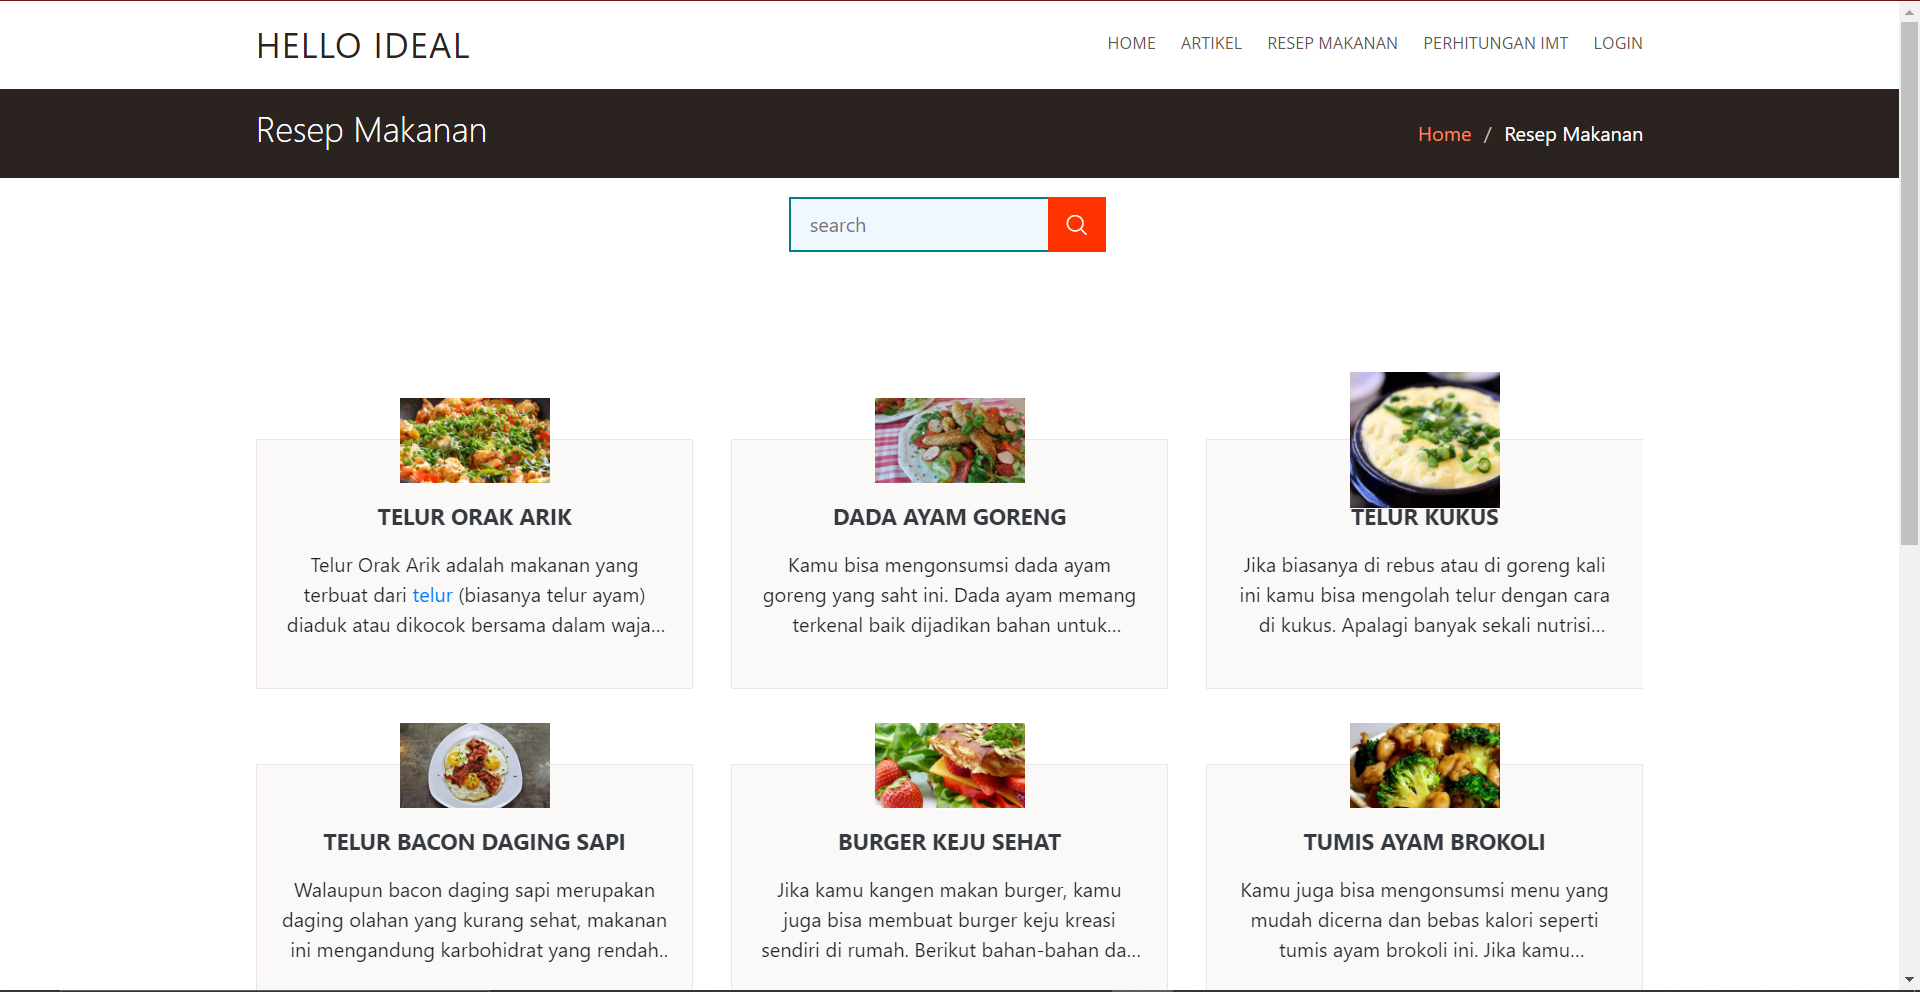 HELLO IDEAL
HOME ARTIKEL RESEP MAKANAN PERHITUNGAN IMT LOGIN
Resep Makanan
Home / Resep Makanan
search
TELUR ORAK ARIK
Telur Orak Arik adalah makanan yang
terbuat dari telur (biasanya telur ayam)
diaduk atau dikocok bersama dalam waja...
DADA AYAM GORENG
Kamu bisa mengonsumsi dada ayam
goreng yang saht ini. Dada ayam memang
terkenal baik dijadikan bahan untuk...
TELUR KUKUS
Jika biasanya di rebus atau di goreng kali
ini kamu bisa mengolah telur dengan cara
di kukus. Apalagi banyak sekali nutrisi...
TELUR BACON DAGING SAPI
Walaupun bacon daging sapi merupakan
daging olahan yang kurang sehat, makanan
ini mengandung karbohidrat yang rendah..
BURGER KEJU SEHAT
Jika kamu kangen makan burger, kamu
juga bisa membuat burger keju kreasi
sendiri di rumah. Berikut bahan-bahan da...
TUMIS AYAM BROKOLI
Kamu juga bisa mengonsumsi menu yang
mudah dicerna dan bebas kalori seperti
tumis ayam brokoli ini. Jika kamu...